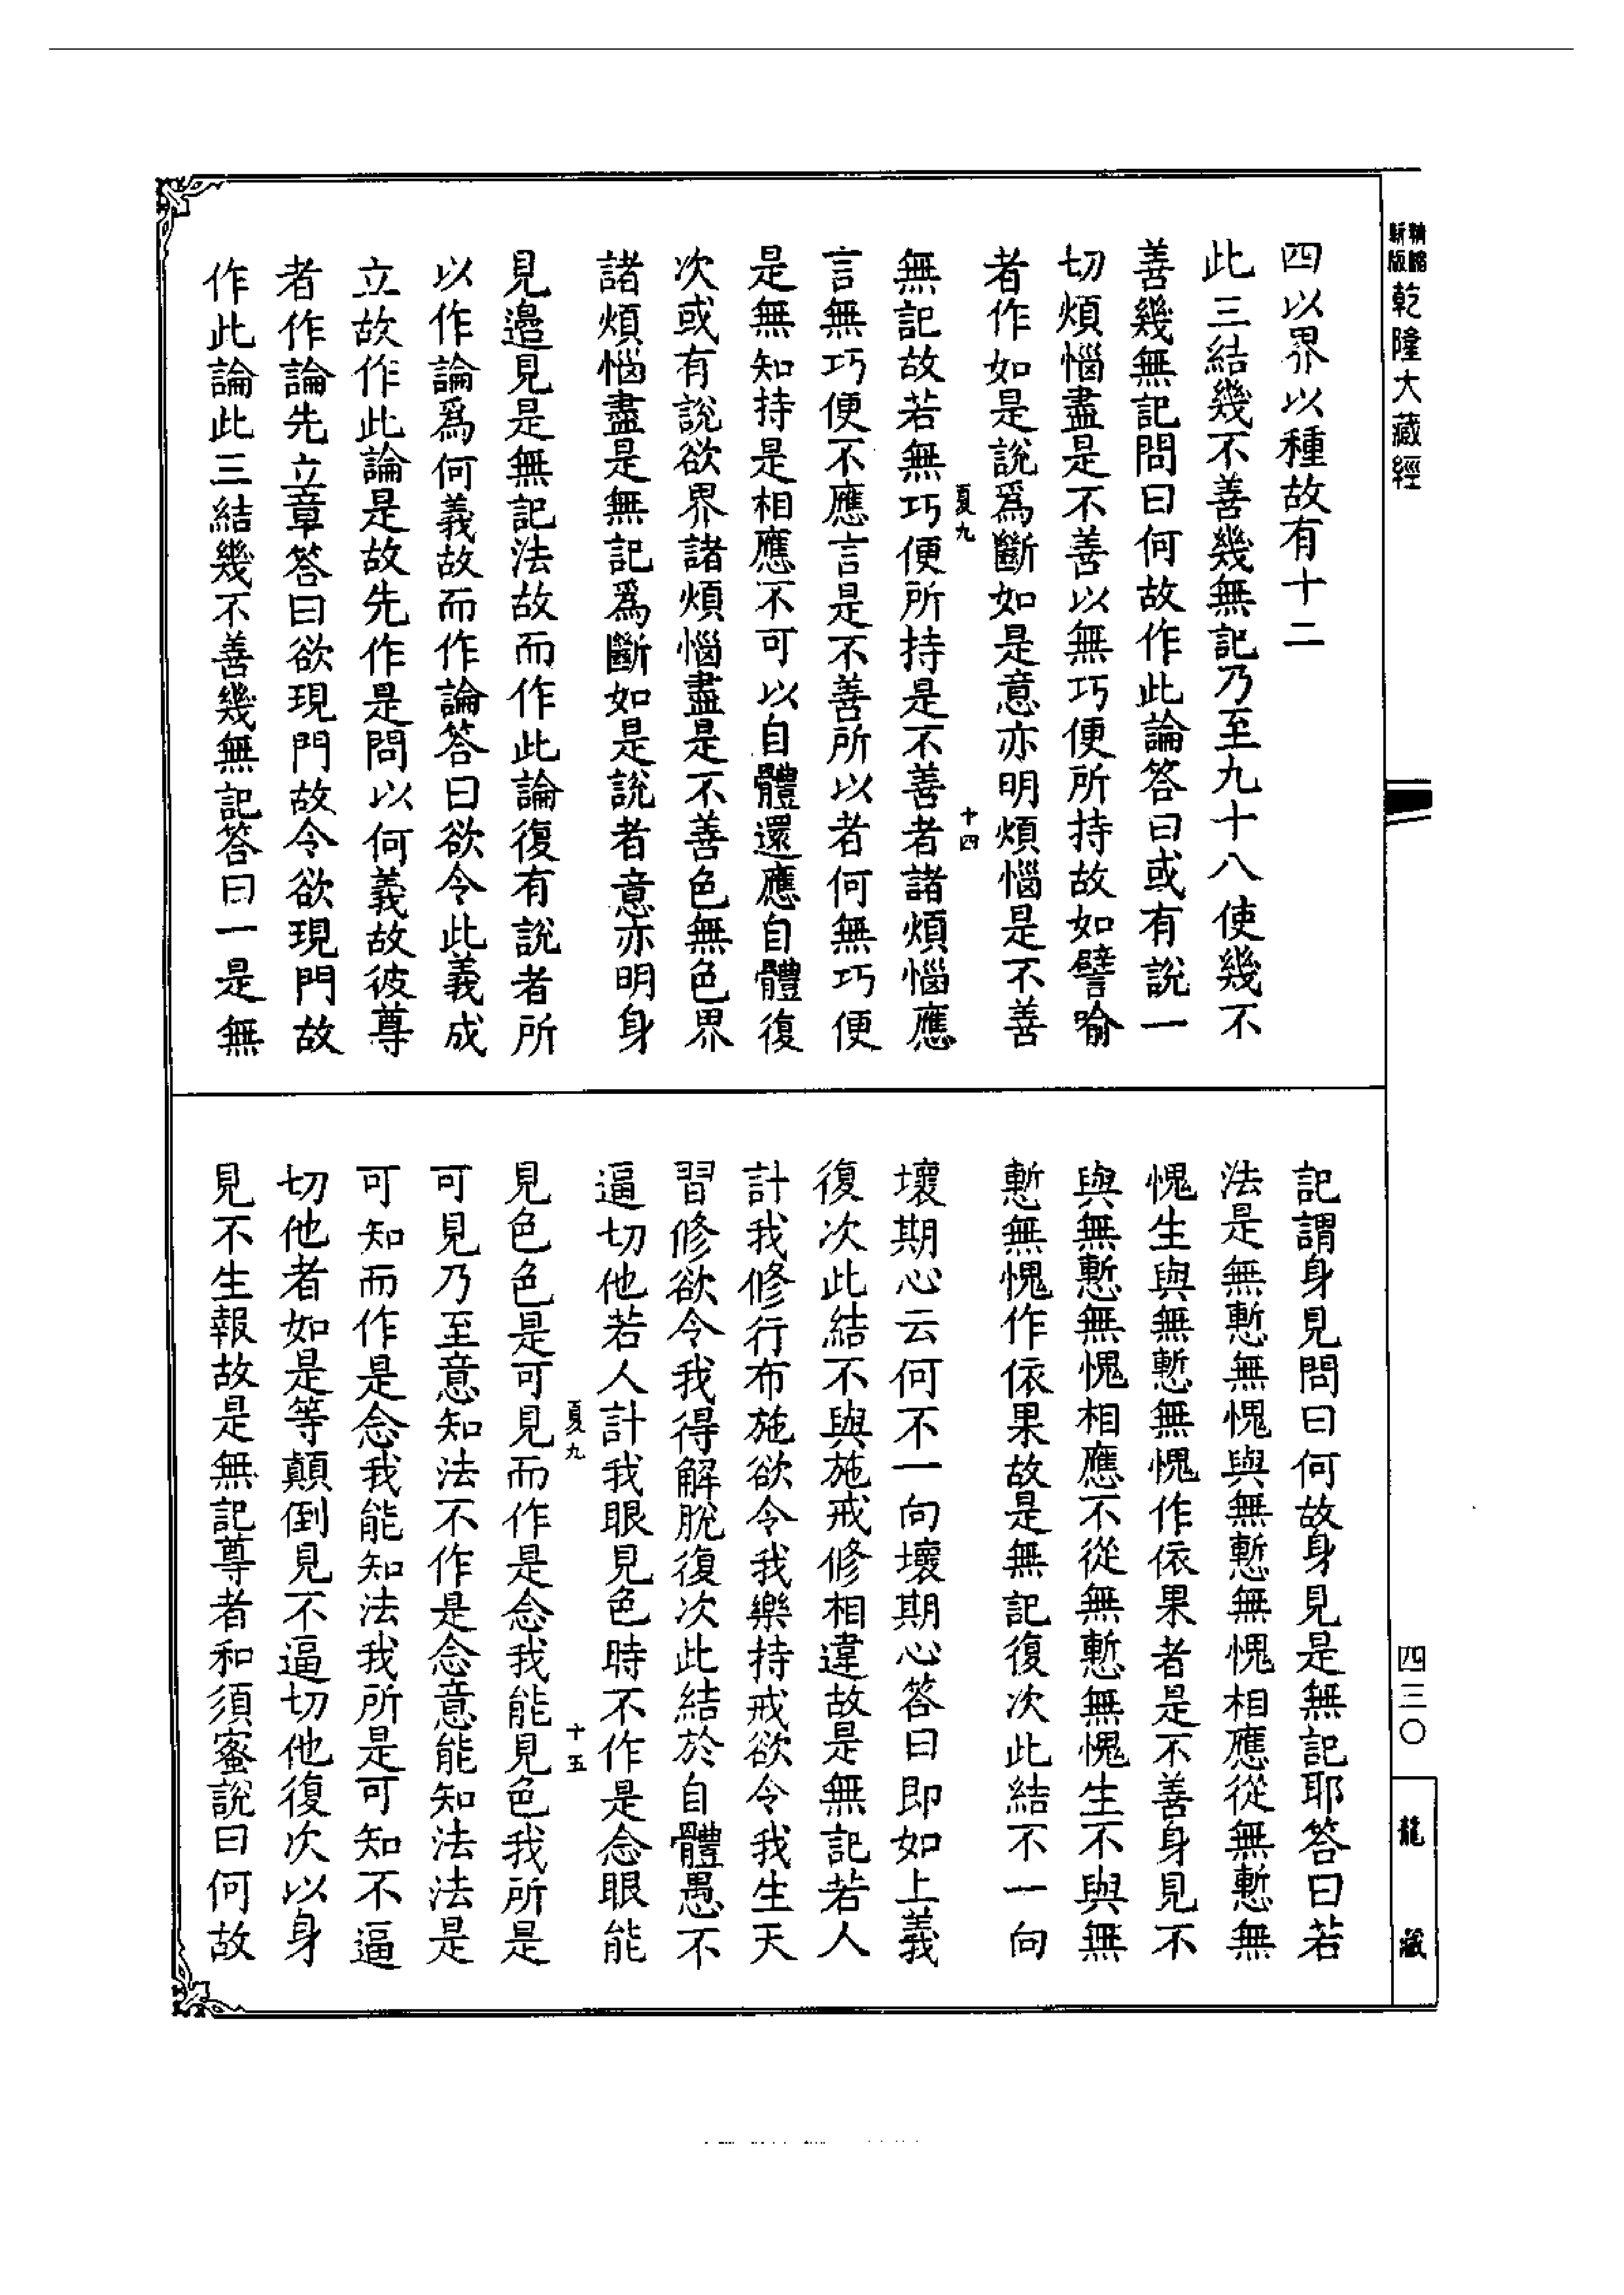 精縮
新版
乾隆大藏經
四以界以種故有十二
此三結幾不善幾無記乃至九十八使幾不
善幾無記問曰何故作此論答曰或有說一
切煩惱盡是不善以無巧便所持故如譬喻
者作如是說爲斷如是意亦明煩惱是不善
夏九
十四
無記故若無巧便所持是不善者諸煩惱應
言無巧便不應言是不善所以者何無巧便
是無知持是相應不可以自體還應自體復
次或有說欲界諸煩惱盡是不善色無色界
諸煩惱盡是無記爲斷如是說者意亦明身
見邊見是無記法故而作此論復有說者所
以作論爲何義故而作論答曰欲令此義成
立故作此論是故先作是問以何義故彼尊
者作論先立章答曰欲現門故令欲現門故
作此論此三結幾不善幾無記答曰一是無
記謂身見問曰何故身見是無記耶答曰若
法是無慙無愧與無慙無愧相應從無慙無
愧生與無慙無愧作依果者是不善身見不
與無慙無愧相應不從無慙無愧生不與無
慙無愧作依果故是無記復次此結不一向
壞期心云何不一向壞期心答曰即如上義
復次此結不與施戒修相違故是無記若人
計我修行布施欲令我樂持戒欲令我生天
習修欲令我得解脫復次此結於自體愚不
逼切他若人計我眼見色時不作是念眼能
夏九
十五
見色色是可見而作是念我能見色我所是
可見乃至意知法不作是念意能知法法是
可知而作是念我能知法我所是可知不逼
切他者如是等顛倒見不逼切他復次以身
見不生報故是無記尊者和須蜜說曰何故
四三〇
龍藏